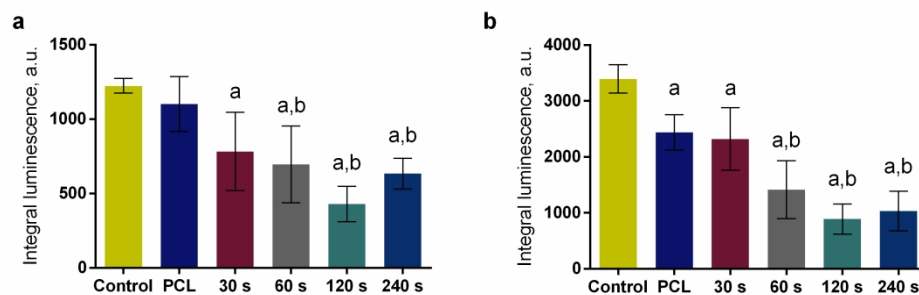 a
Integral luminescence, a.u.
1500
1000
500
0
a
a,b
a,b
a,b
Control PCL 30 s 60 s 120 s 240 s
b
Integral luminescence, a.u.
4000
3000
2000
1000
0
a
a
a,b
a,b
a,b
Control PCL 30 s 60 s 120 s 240 s